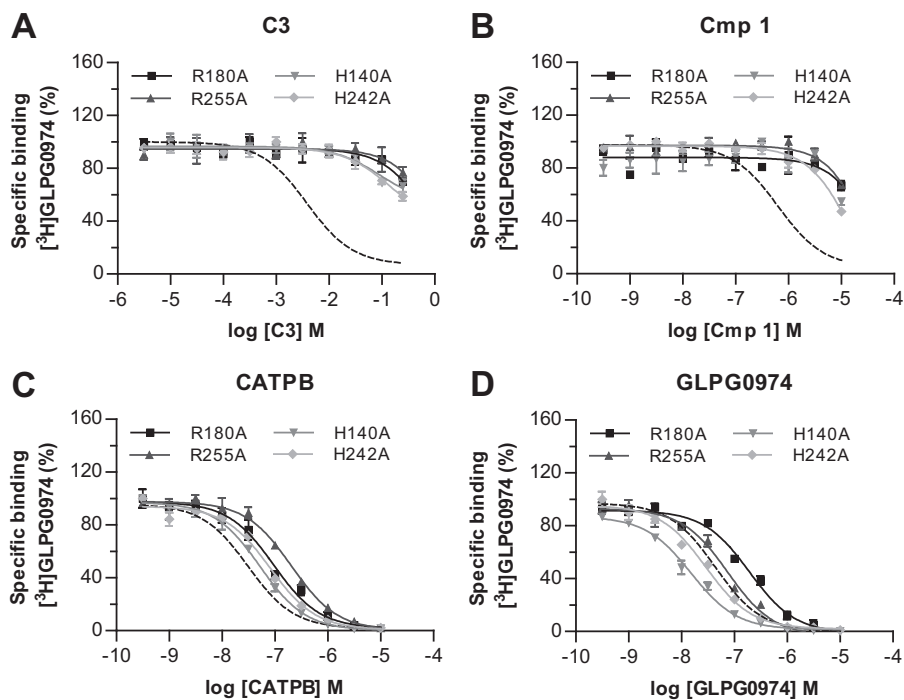 A
C3
Specific binding
[³H]GLPG0974 (%)
160
120
80
40
0
R180A
R255A
H140A
H242A
-6
-5
-4
-3
-2
-1
0
log [C3] M
B
Cmp 1
Specific binding
[³H]GLPG0974 (%)
160
120
80
40
0
R180A
R255A
H140A
H242A
-10
-9
-8
-7
-6
-5
-4
log [Cmp 1] M
C
CATPB
Specific binding
[³H]GLPG0974 (%)
160
120
80
40
0
R180A
R255A
H140A
H242A
-10
-9
-8
-7
-6
-5
-4
log [CATPB] M
D
GLPG0974
Specific binding
[³H]GLPG0974 (%)
160
120
80
40
0
R180A
R255A
H140A
H242A
-10
-9
-8
-7
-6
-5
-4
log [GLPG0974] M